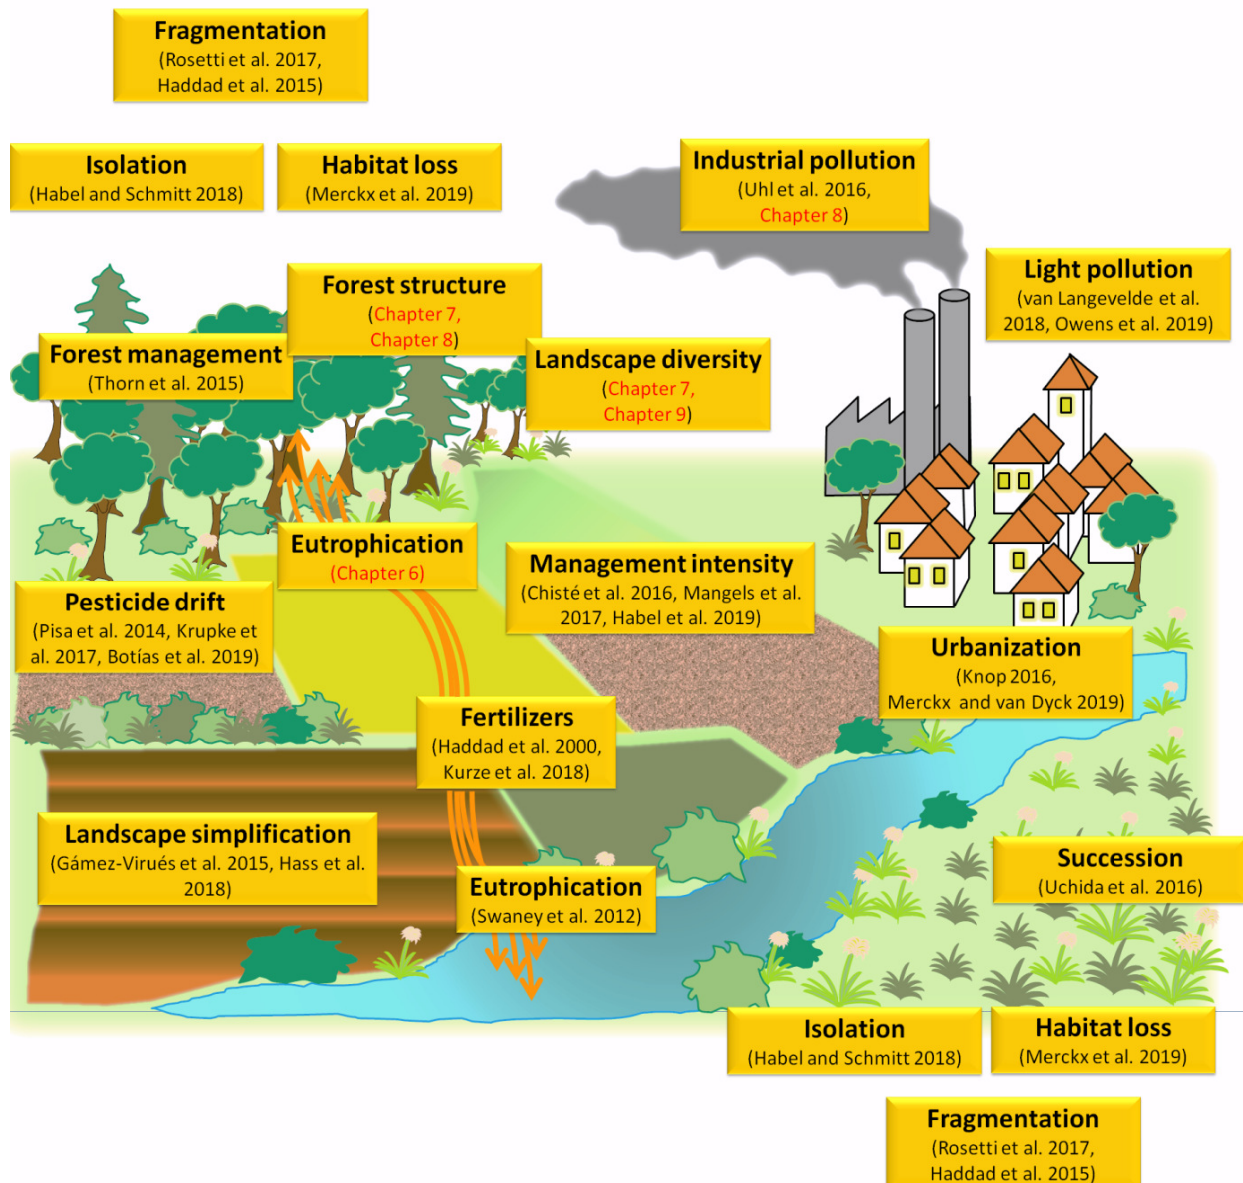 Fragmentation
(Rosetti et al. 2017,
Haddad et al. 2015)
Isolation
(Habel and Schmitt 2018)
Habitat loss
(Merckx et al. 2019)
Industrial pollution
(Uhl et al. 2016,
Chapter 8)
Light pollution
(van Langevelde et al.
2018, Owens et al. 2019)
Forest structure
(Chapter 7,
Chapter 8)
Forest management
(Thorn et al. 2015)
Landscape diversity
(Chapter 7,
Chapter 9)
Eutrophication
(Chapter 6)
Management intensity
(Chisté et al. 2016, Mangels et al.
2017, Habel et al. 2019)
Pesticide drift
(Pisa et al. 2014, Krupke et
al. 2017, Botías et al. 2019)
Urbanization
(Knop 2016,
Merckx and van Dyck 2019)
Fertilizers
(Haddad et al. 2000,
Kurze et al. 2018)
Landscape simplification
(Gámez-Virués et al. 2015, Hass et al.
2018)
Eutrophication
(Swaney et al. 2012)
Succession
(Uchida et al. 2016)
Isolation
(Habel and Schmitt 2018)
Habitat loss
(Merckx et al. 2019)
Fragmentation
(Rosetti et al. 2017,
Haddad et al. 2015)